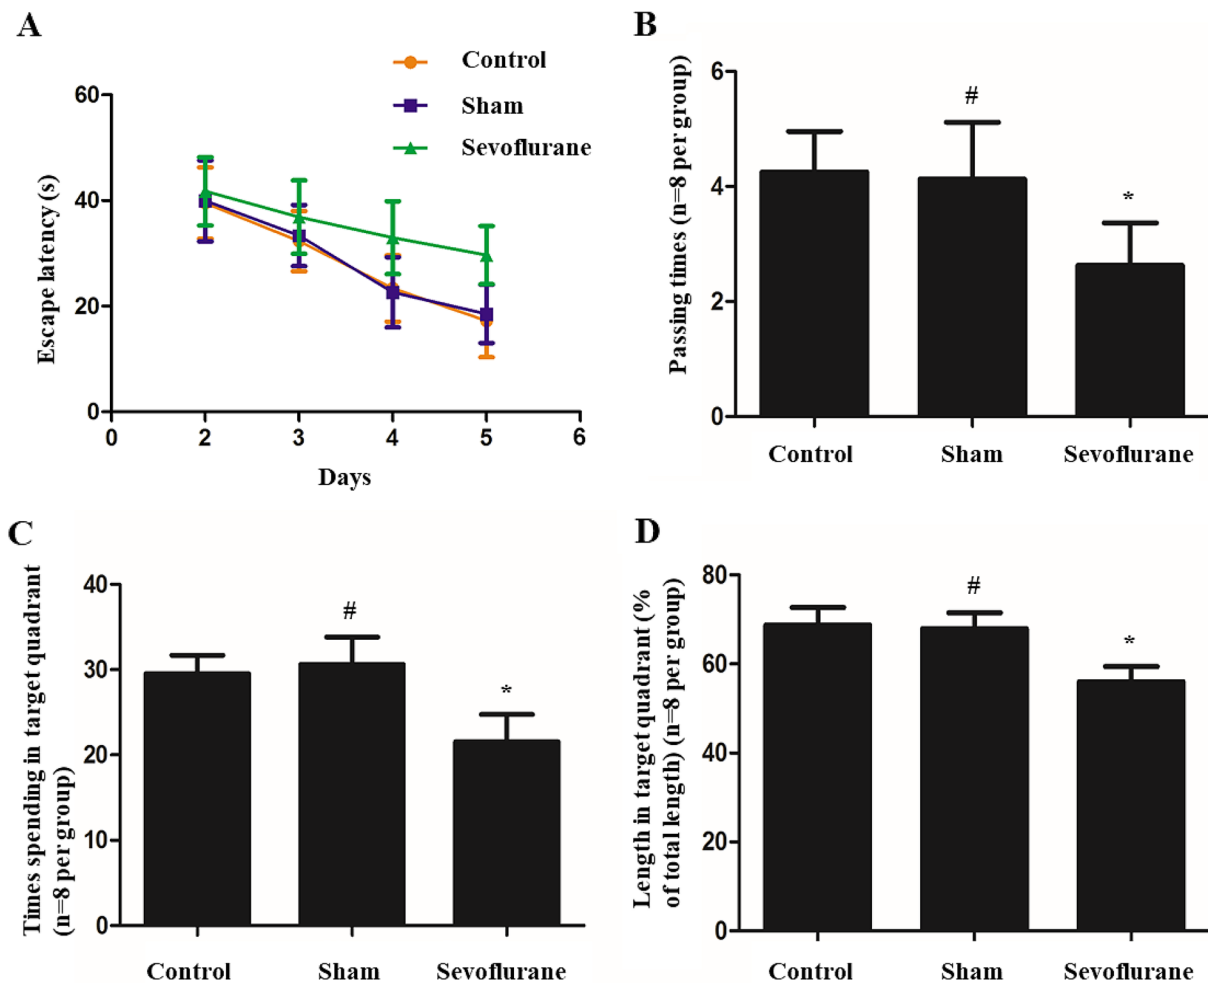 A
Control
Sham
Sevoflurane
Escape latency (s)
60
40
20
0
0
2
3
4
5
6
Days
B
Passing times (n=8 per group)
6
4
2
0
#
*
Control
Sham
Sevoflurane
C
Times spending in target quadrant
(n=8 per group)
40
30
20
10
0
#
*
Control
Sham
Sevoflurane
D
Length in target quadrant (%
of total length) (n=8 per group)
80
60
40
20
0
#
*
Control
Sham
Sevoflurane